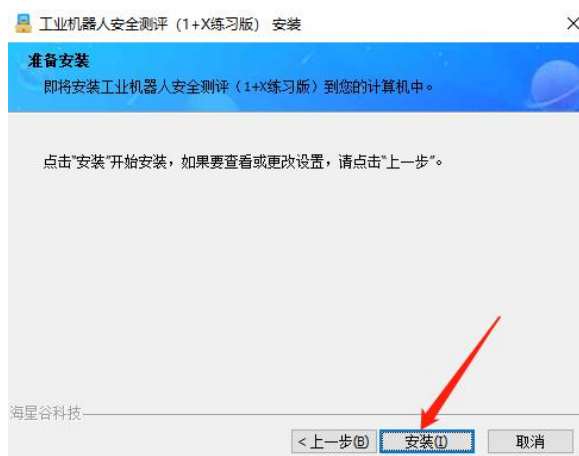 工业机器人安全测评（1+X练习版） 安装
准备安装
即将安装工业机器人安全测评（1+X练习版）到您的计算机中。
点击"安装"开始安装，如果要查看或更改设置，请点击"上一步"。
海星谷科技
<上一步(B) 安装(I) 取消